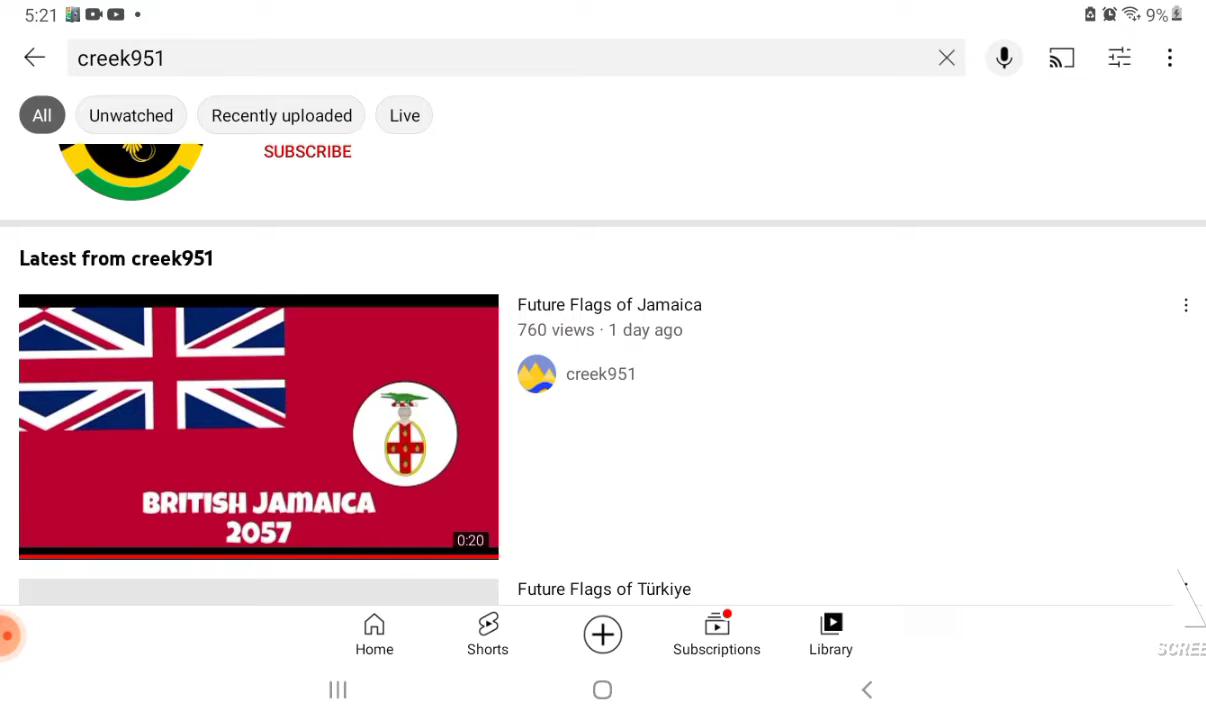 5:21
9%
creek951
All
Unwatched
Recently uploaded
Live
SUBSCRIBE
Latest from creek951
BRITISH JAMAICA
2057
0:20
Future Flags of Jamaica
760 views · 1 day ago
creek951
Future Flags of Türkiye
Home
Shorts
Subscriptions
Library
SCREE